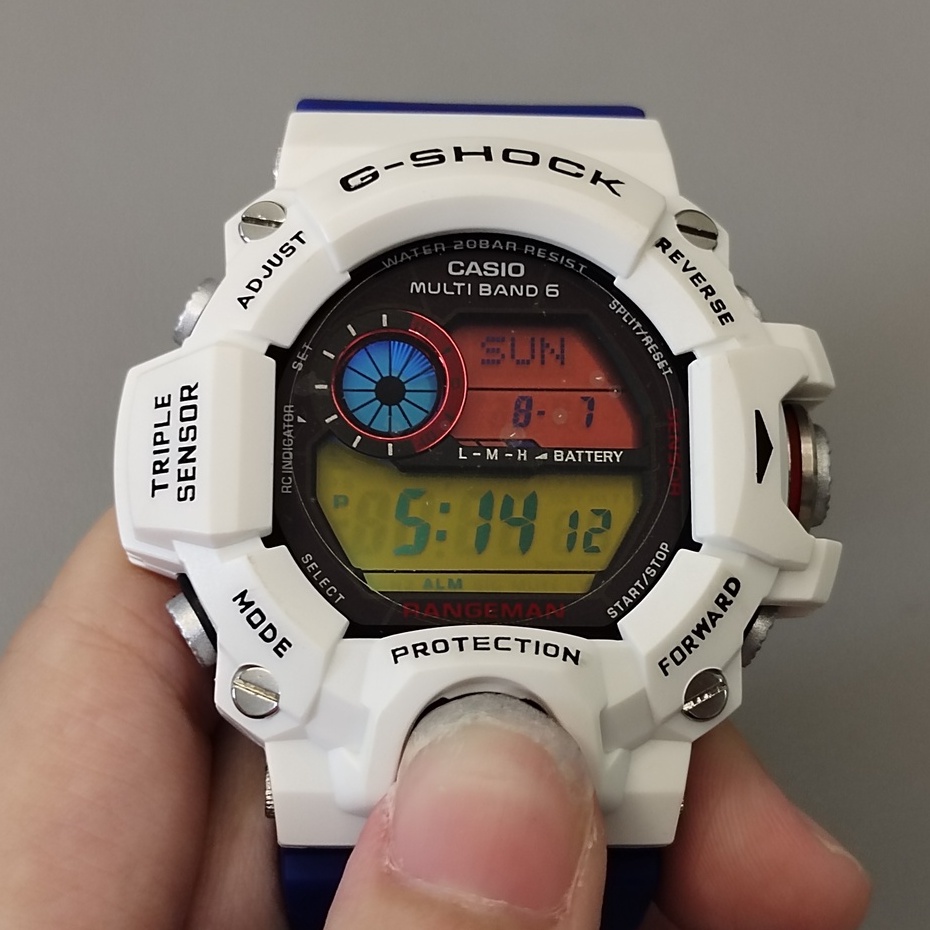 G-SHOCK
ADJUST
REVERSE
WATER 20BAR RESIST
CASIO
MULTI BAND 6
SPLIT/RESET
SET
SUN
8- 7
RC INDICATOR
TRIPLE
SENSOR
L - M - H BATTERY
P 5:14 12
ALM
SELECT
START/STOP
RANGEMAN
MODE
FORWARD
PROTECTION